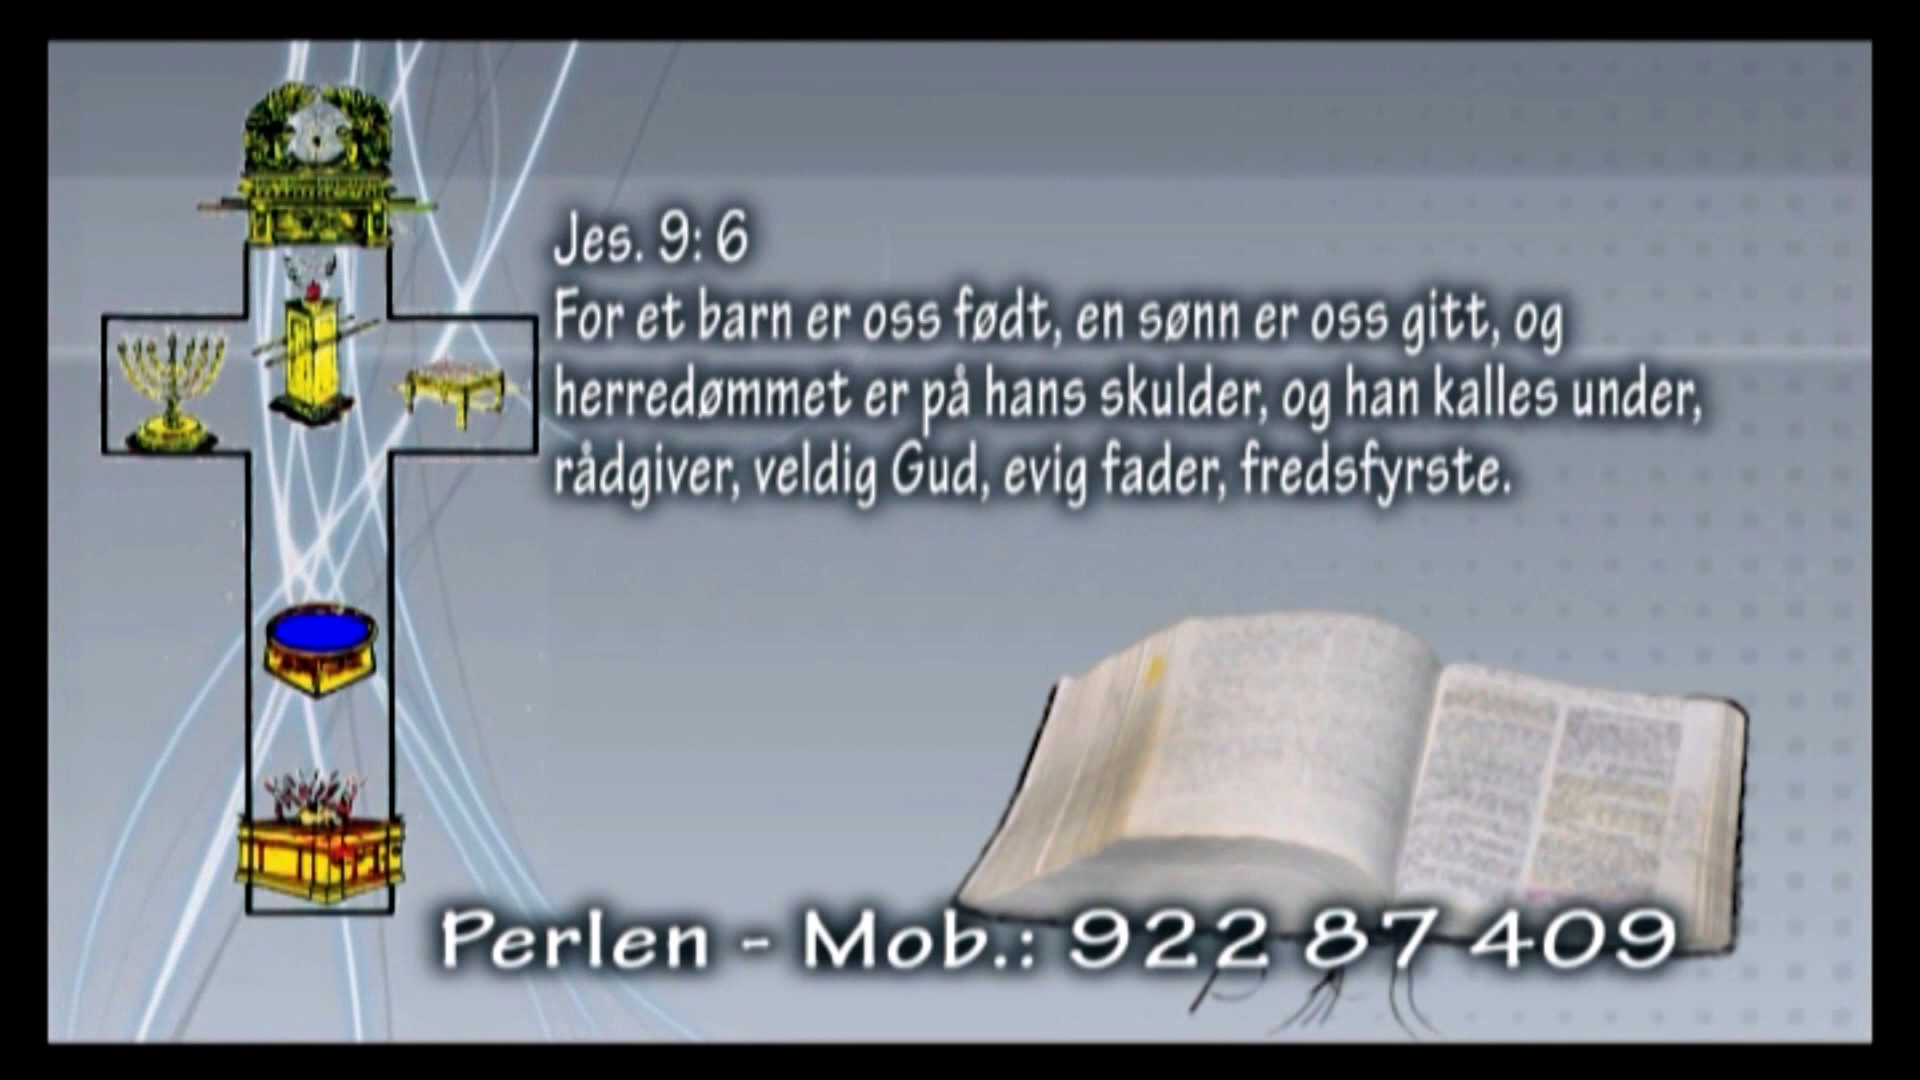 Jes. 9: 6
For et barn er oss født, en sønn er oss gitt, og
herredømmet er på hans skulder, og han kalles under,
rådgiver, veldig Gud, evig fader, fredsfyrste.
Perlen - Mob.: 922 87 409